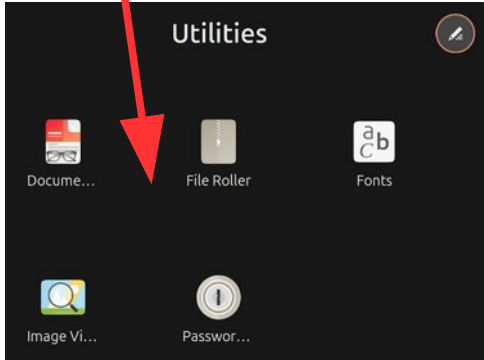 Utilities
Docume...
File Roller
a
b
C
Fonts
Image Vi...
Passwor...